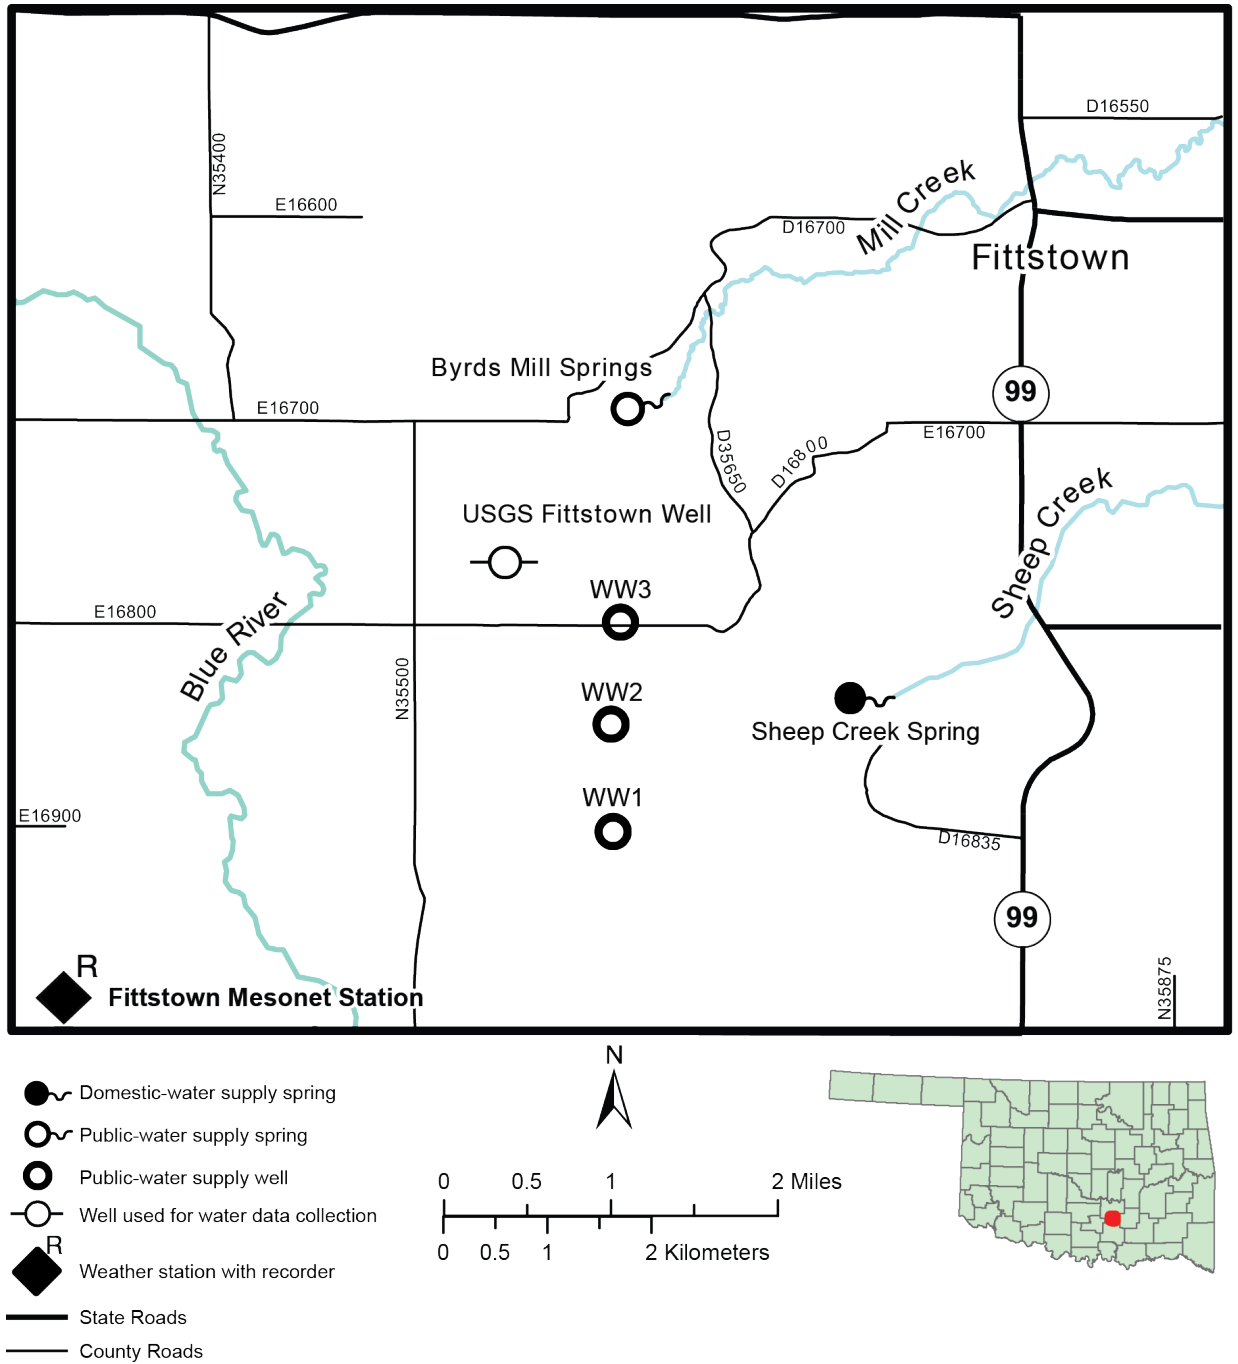 D16550
N35400
Mill Creek
E16600
D16700
Fittstown
Byrds Mill Springs
99
E16700
E16700
D35650
D16800
Sheep Creek
USGS Fittstown Well
WW3
E16800
Blue River
N35500
WW2
Sheep Creek Spring
WW1
E16900
D16835
99
R
Fittstown Mesonet Station
N35875
N
Domestic-water supply spring
Public-water supply spring
Public-water supply well
Well used for water data collection
R
Weather station with recorder
State Roads
County Roads
0 0.5 1 2 Miles
0 0.5 1 2 Kilometers